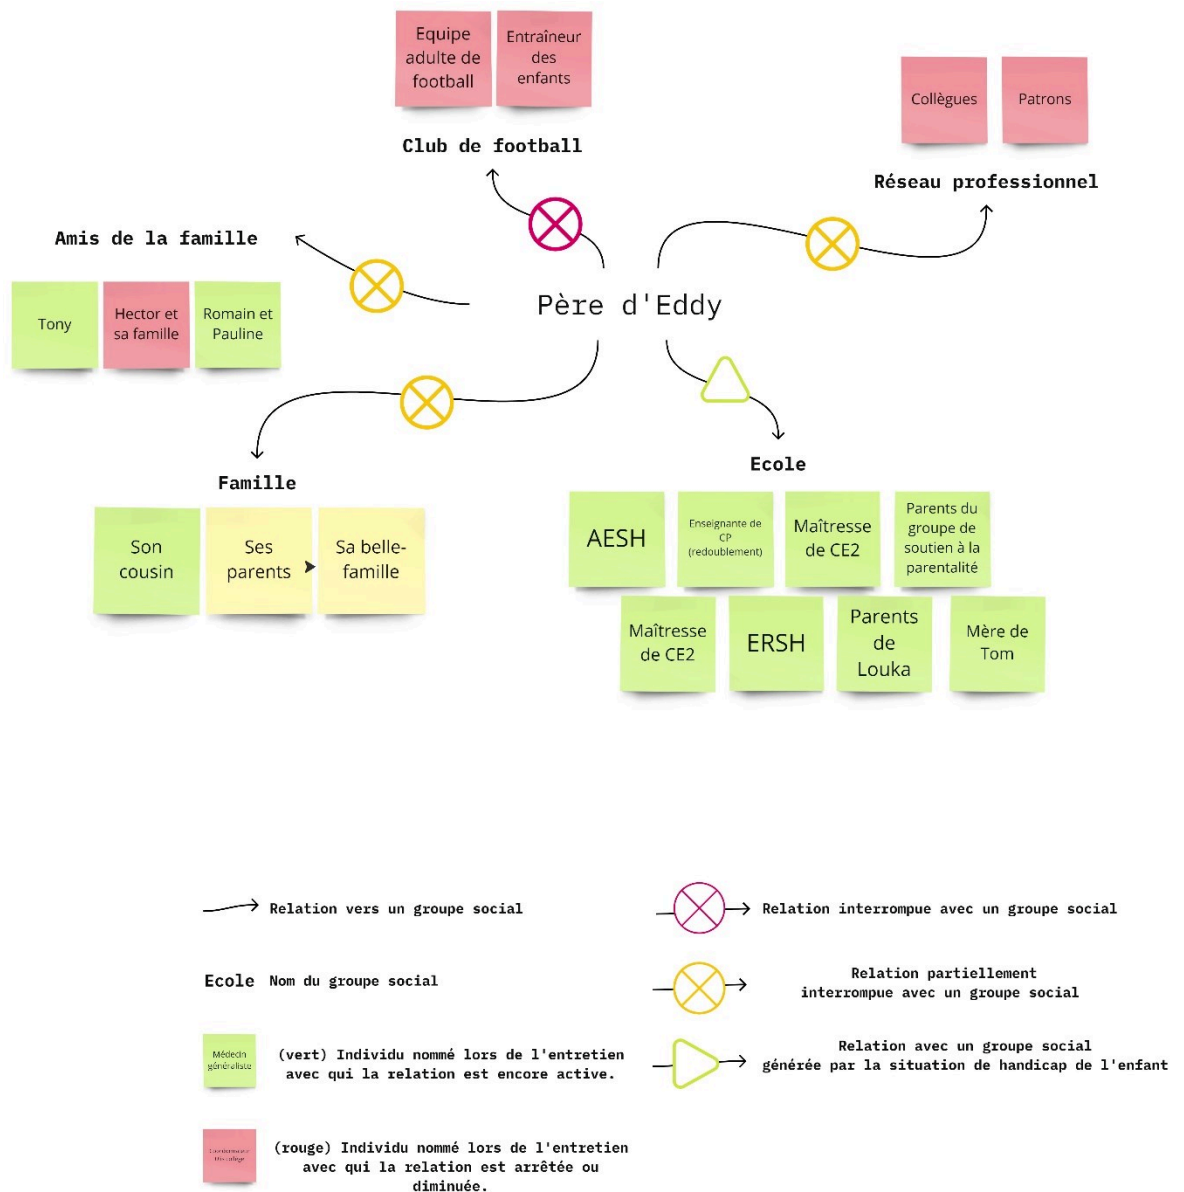 Equipe
adulte de
football
Entraîneur
des
enfants
Club de football
Collègues
Patrons
Réseau professionnel
Amis de la famille
Tony
Hector et
sa famille
Romain et
Pauline
Père d'Eddy
Famille
Son
cousin
Ses
parents
Sa belle-
famille
Ecole
AESH
Enseignante de
CP
(redoublement)
Maîtresse
de CE2
Parents du
groupe de
soutien à la
parentalité
Maîtresse
de CE2
ERSH
Parents
de
Louka
Mère de
Tom
Relation vers un groupe social
Relation interrompue avec un groupe social
Ecole Nom du groupe social
Relation partiellement
interrompue avec un groupe social
Médecin
généraliste
(vert) Individu nommé lors de l'entretien
avec qui la relation est encore active.
Relation avec un groupe social
générée par la situation de handicap de l'enfant
(rouge) Individu nommé lors de l'entretien
avec qui la relation est arrêtée ou
diminuée.